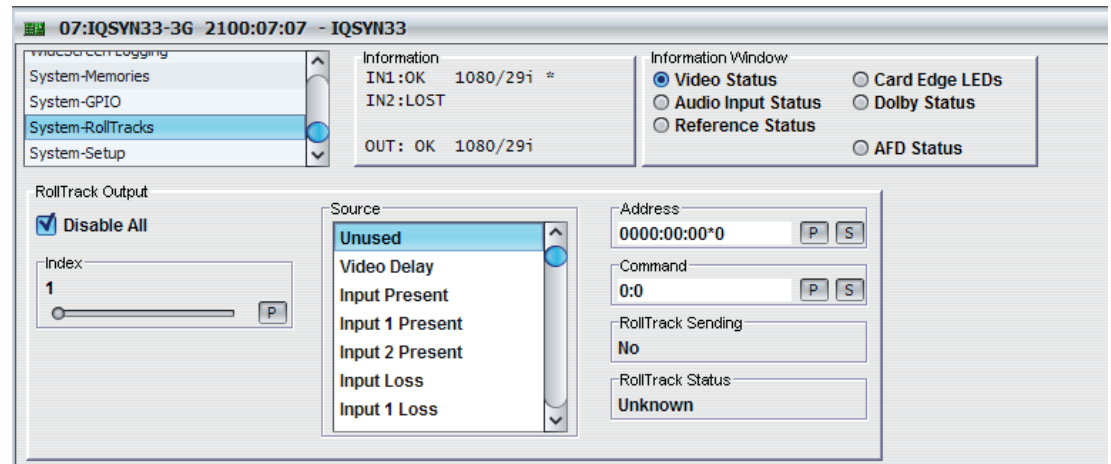 07:IQSYN33-3G 2100:07:07 - IQSYN33
WideScreen Logging
System-Memories
System-GPIO
System-RollTracks
System-Setup
Information
IN1:OK 1080/29i *
IN2:LOST
OUT: OK 1080/29i
Information Window
Video Status
Card Edge LEDs
Audio Input Status
Dolby Status
Reference Status
AFD Status
RollTrack Output
Disable All
Index
1
P
Source
Unused
Video Delay
Input Present
Input 1 Present
Input 2 Present
Input Loss
Input 1 Loss
Address
0000:00:00*0 P S
Command
0:0 P S
RollTrack Sending
No
RollTrack Status
Unknown